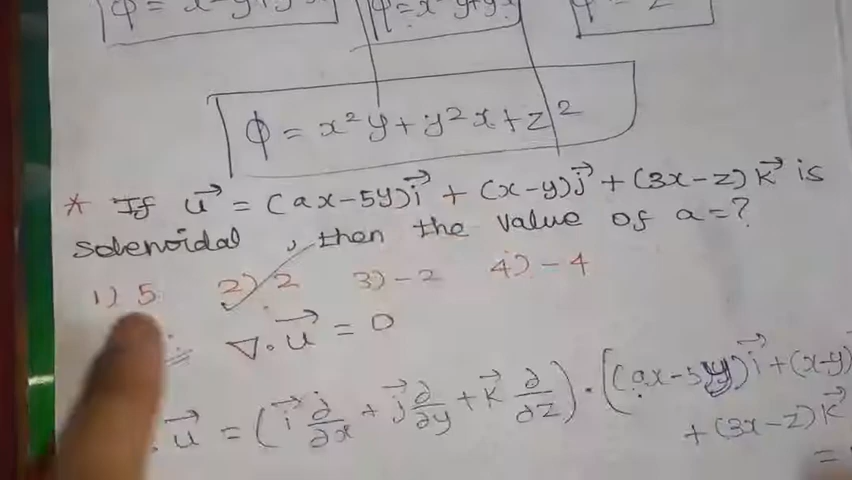 φ = x²y + y²x + z²
* If u⃗ = (ax-5y)i⃗ + (x-y)j⃗ + (3x-z)k⃗ is
solenoidal, then the value of a=?
1) 5 2) 2 3) -2 4) -4
∇·u⃗ = 0
·u⃗ = (i⃗ ∂/∂x + j⃗ ∂/∂y + k⃗ ∂/∂z)·((ax-5y)i⃗ + (x-y)
+(3x-z)k⃗
=